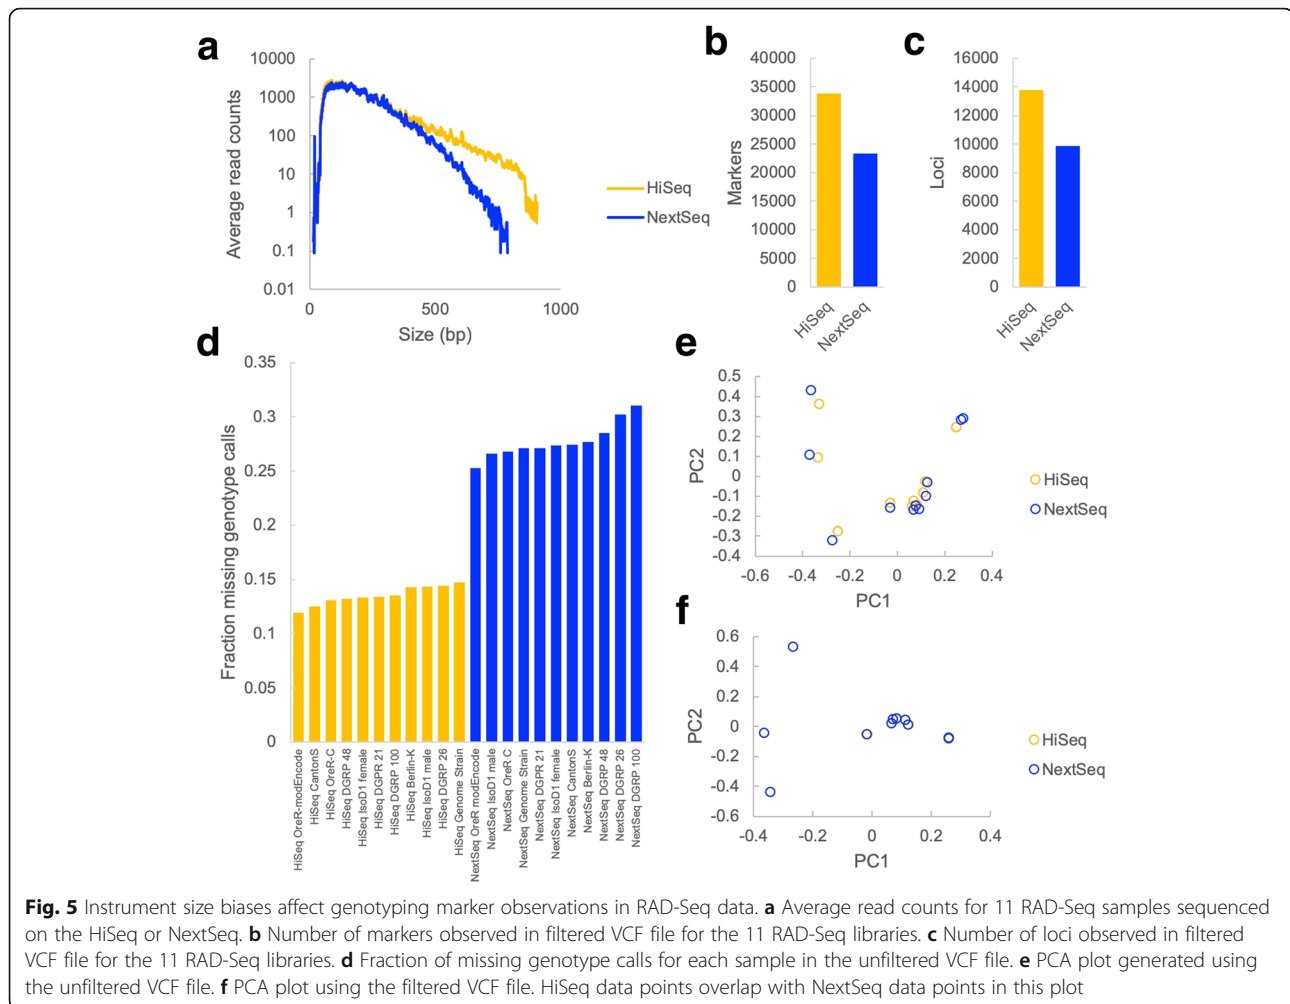 a
10000
1000
100
10
1
0.1
0.01
Average read counts
0
500
1000
Size (bp)
HiSeq
NextSeq
b
40000
35000
30000
25000
20000
15000
10000
5000
0
Markers
HiSeq
NextSeq
c
16000
14000
12000
10000
8000
6000
4000
2000
0
Loci
HiSeq
NextSeq
d
0.35
0.3
0.25
0.2
0.15
0.1
0.05
0
Fraction missing genotype calls
HiSeq OreR-modEncode
HiSeq CantonS
HiSeq OreR-C
HiSeq DGRP 48
HiSeq IsoD1 female
HiSeq DGPR 21
HiSeq DGRP 100
HiSeq Berlin-K
HiSeq IsoD1 male
HiSeq DGRP 26
HiSeq Genome Strain
NextSeq OreR modEncode
NextSeq IsoD1 male
NextSeq OreR C
NextSeq Genome Strain
NextSeq DGPR 21
NextSeq IsoD1 female
NextSeq CantonS
NextSeq Berlin-K
NextSeq DGRP 48
NextSeq DGRP 26
NextSeq DGRP 100
e
0.5
0.4
0.3
0.2
0.1
0
-0.1
-0.2
-0.3
-0.4
PC2
-0.6
-0.4
-0.2
0
0.2
0.4
PC1
HiSeq
NextSeq
f
0.6
0.4
0.2
0
-0.2
-0.4
-0.6
PC2
-0.4
-0.2
0
0.2
0.4
PC1
HiSeq
NextSeq
Fig. 5 Instrument size biases affect genotyping marker observations in RAD-Seq data. a Average read counts for 11 RAD-Seq samples sequenced
on the HiSeq or NextSeq. b Number of markers observed in filtered VCF file for the 11 RAD-Seq libraries. c Number of loci observed in filtered
VCF file for the 11 RAD-Seq libraries. d Fraction of missing genotype calls for each sample in the unfiltered VCF file. e PCA plot generated using
the unfiltered VCF file. f PCA plot using the filtered VCF file. HiSeq data points overlap with NextSeq data points in this plot